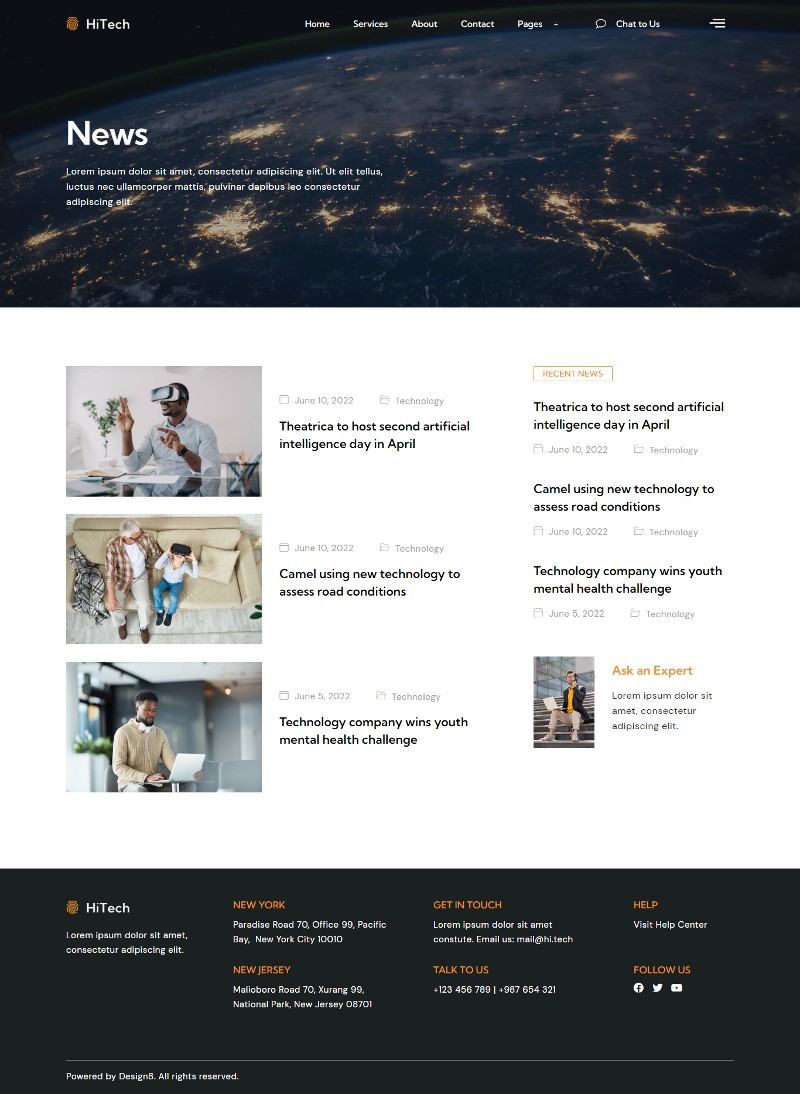 HiTech
Home Services About Contact Pages Chat to Us
News
Lorem ipsum dolor sit amet, consectetur adipiscing elit. Ut elit tellus,
luctus nec ullamcorper mattis, pulvinar dapibus leo consectetur
adipiscing elit.
June 10, 2022 Technology
Theatrica to host second artificial
intelligence day in April
June 10, 2022 Technology
Camel using new technology to
assess road conditions
June 5, 2022 Technology
Technology company wins youth
mental health challenge
RECENT NEWS
Theatrica to host second artificial
intelligence day in April
June 10, 2022 Technology
Camel using new technology to
assess road conditions
June 10, 2022 Technology
Technology company wins youth
mental health challenge
June 5, 2022 Technology
Ask an Expert
Lorem ipsum dolor sit
amet, consectetur
adipiscing elit.
HiTech
Lorem ipsum dolor sit amet,
consectetur adipiscing elit.
NEW YORK
Paradise Road 70, Office 99, Pacific
Bay, New York City 10010
NEW JERSEY
Malioboro Road 70, Xurang 99,
National Park, New Jersey 08701
GET IN TOUCH
Lorem ipsum dolor sit amet
constute. Email us: mail@hi.tech
TALK TO US
+123 456 789 | +987 654 321
HELP
Visit Help Center
FOLLOW US
Powered by Design8. All rights reserved.